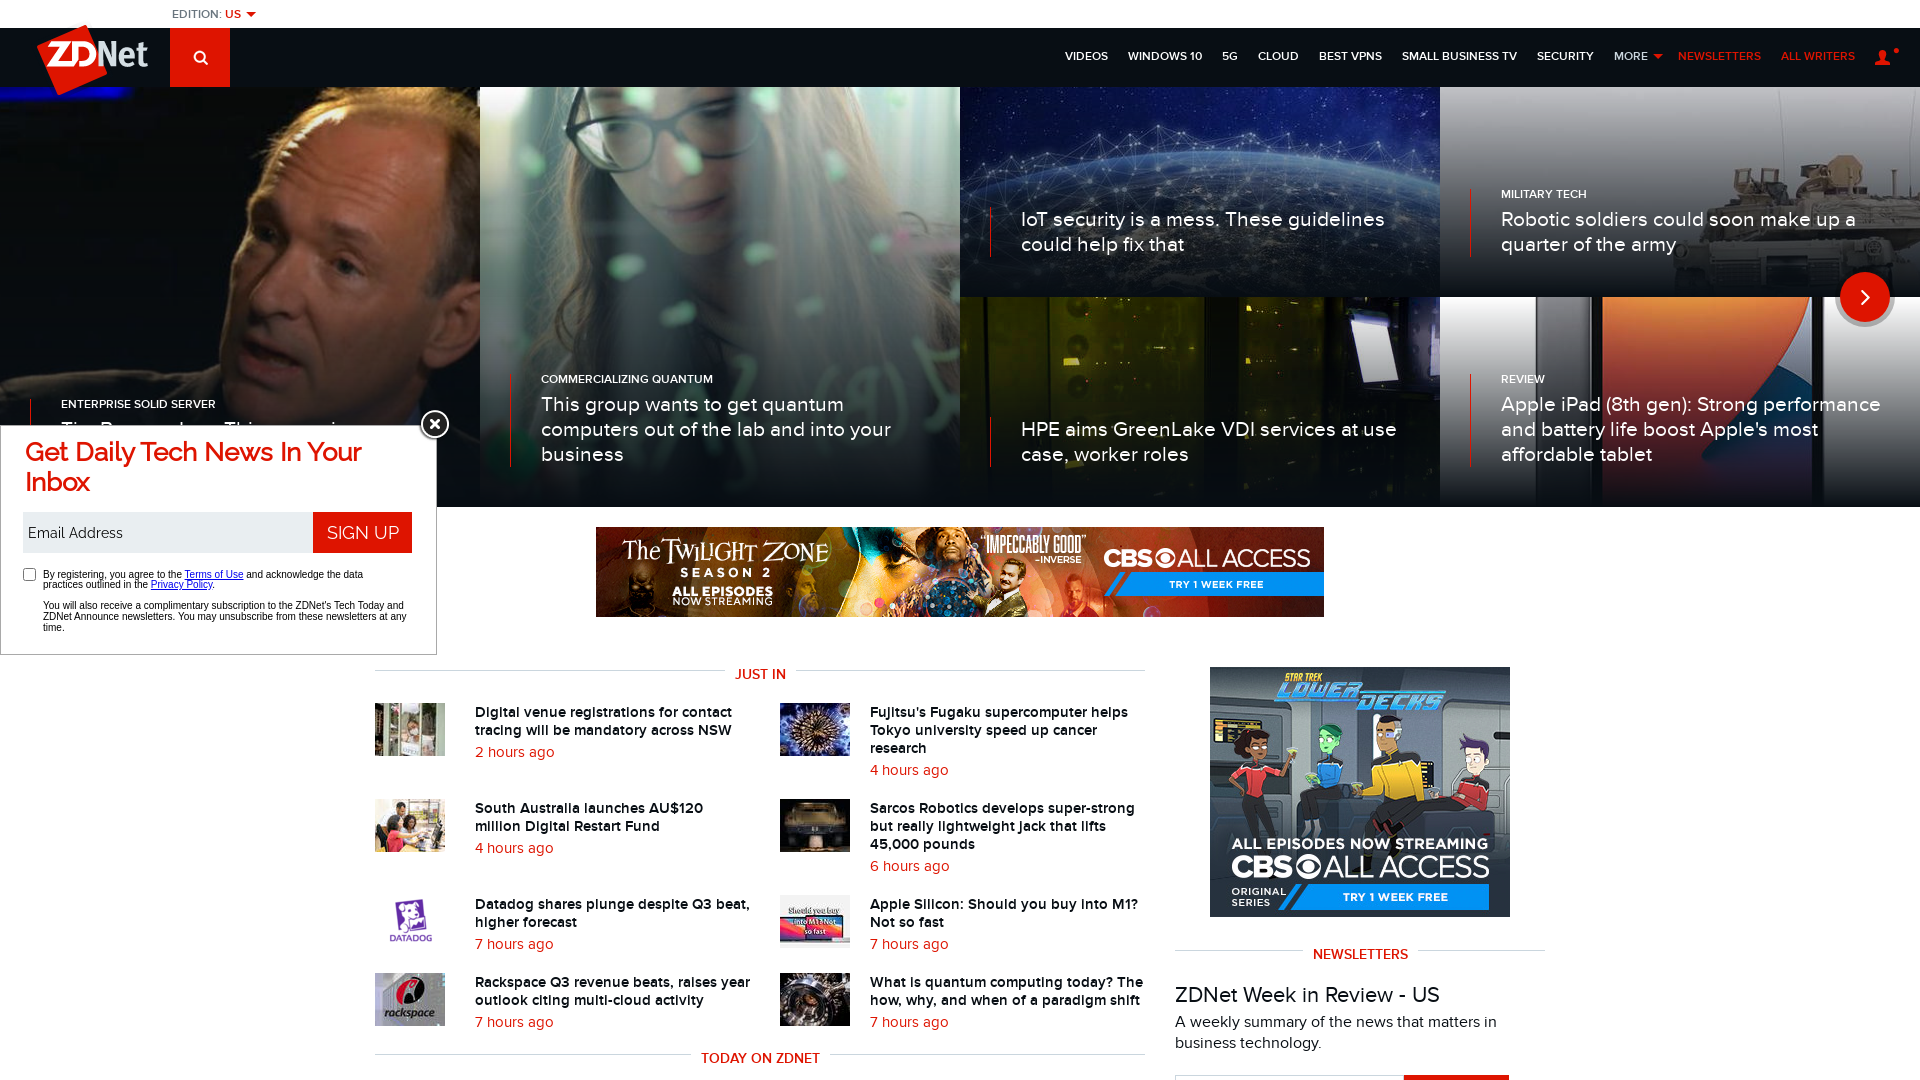 EDITION: US
ZDNet
VIDEOS
WINDOWS 10
5G
CLOUD
BEST VPNS
SMALL BUSINESS TV
SECURITY
MORE
NEWSLETTERS
ALL WRITERS
ENTERPRISE SOLID SERVER
COMMERCIALIZING QUANTUM
This group wants to get quantum
computers out of the lab and into your
business
IoT security is a mess. These guidelines
could help fix that
MILITARY TECH
Robotic soldiers could soon make up a
quarter of the army
HPE aims GreenLake VDI services at use
case, worker roles
REVIEW
Apple iPad (8th gen): Strong performance
and battery life boost Apple's most
affordable tablet
Get Daily Tech News In Your
Inbox
Email Address
SIGN UP
By registering, you agree to the Terms of Use and acknowledge the data
practices outlined in the Privacy Policy.
You will also receive a complimentary subscription to the ZDNet's Tech Today and
ZDNet Announce newsletters. You may unsubscribe from these newsletters at any
time.
THE TWILIGHT ZONE
SEASON 2
ALL EPISODES
NOW STREAMING
"IMPECCABLY GOOD"
-INVERSE
CBS ALL ACCESS
TRY 1 WEEK FREE
JUST IN
Digital venue registrations for contact
tracing will be mandatory across NSW
2 hours ago
Fujitsu's Fugaku supercomputer helps
Tokyo university speed up cancer
research
4 hours ago
South Australia launches AU$120
million Digital Restart Fund
4 hours ago
Sarcos Robotics develops super-strong
but really lightweight jack that lifts
45,000 pounds
6 hours ago
DATADOG
Datadog shares plunge despite Q3 beat,
higher forecast
7 hours ago
Should you buy
into M1? Not
so fast
Apple Silicon: Should you buy into M1?
Not so fast
7 hours ago
rackspace
Rackspace Q3 revenue beats, raises year
outlook citing multi-cloud activity
7 hours ago
What is quantum computing today? The
how, why, and when of a paradigm shift
7 hours ago
TODAY ON ZDNET
STAR TREK
LOWER DECKS
ALL EPISODES NOW STREAMING
CBS ALL ACCESS
ORIGINAL
SERIES
TRY 1 WEEK FREE
NEWSLETTERS
ZDNet Week in Review - US
A weekly summary of the news that matters in
business technology.